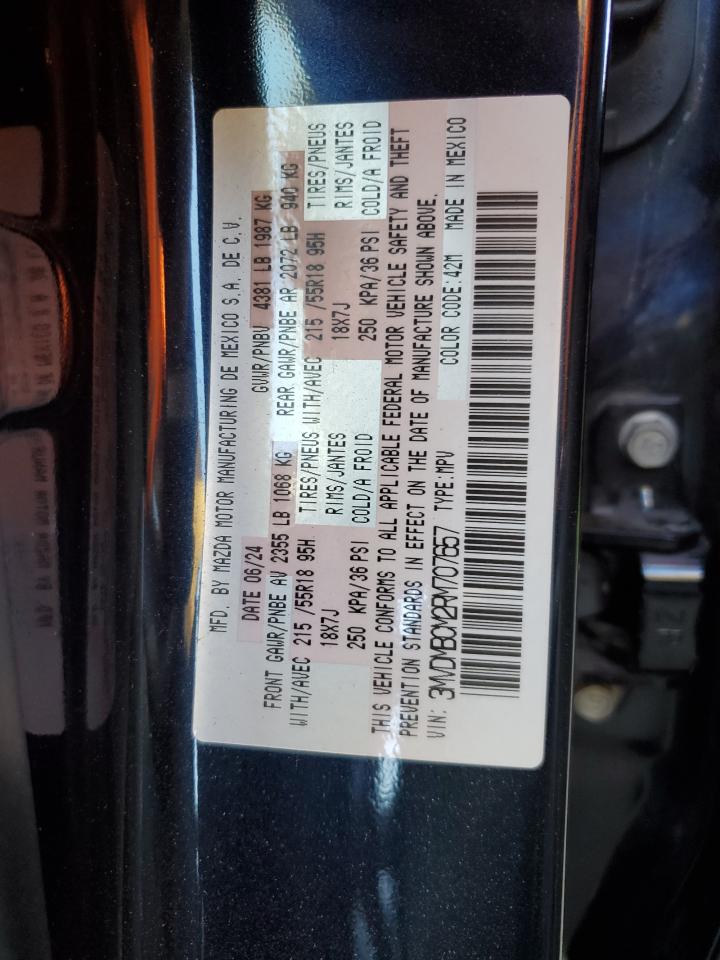 MFD. BY MAZDA MOTOR MANUFACTURING DE MEXICO S.A. DE C.V.
DATE 06/24 GVWR/PNBV 4381 LB 1987 KG
FRONT GAWR/PNBE AV 2355 LB 1068 KG REAR GAWR/PNBE AR 2072 LB 940 KG
WITH/AVEC 215 /55R18 95H TIRES/PNEUS WITH/AVEC 215 /55R18 95H TIRES/PNEUS
18X7J RIMS/JANTES 18X7J RIMS/JANTES
250 KPA/36 PSI COLD/A FROID 250 KPA/36 PSI COLD/A FROID
THIS VEHICLE CONFORMS TO ALL APPLICABLE FEDERAL MOTOR VEHICLE SAFETY AND THEFT
PREVENTION STANDARDS IN EFFECT ON THE DATE OF MANUFACTURE SHOWN ABOVE.
VIN: 3MVDMBCM2RM707657 TYPE:MPV COLOR CODE:42M MADE IN MEXICO